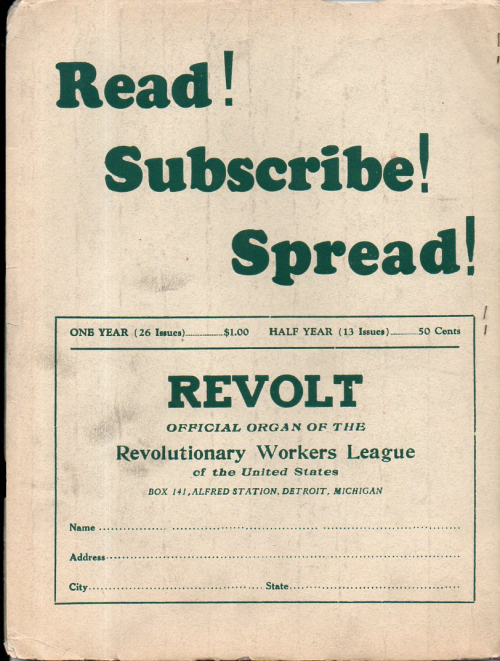 Read!
Subscribe!
Spread!
ONE YEAR (26 Issues)..............$1.00 HALF YEAR (13 Issues)..........50 Cents
REVOLT
OFFICIAL ORGAN OF THE
Revolutionary Workers League
of the United States
BOX 141, ALFRED STATION, DETROIT, MICHIGAN
Name
Address
City State